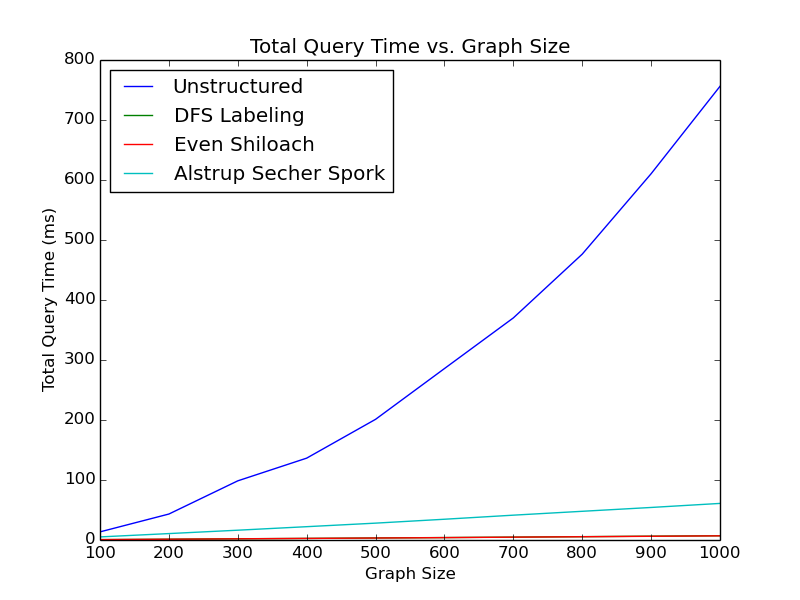 Total Query Time vs. Graph Size
800
700
600
500
400
300
200
100
0
Total Query Time (ms)
Unstructured
DFS Labeling
Even Shiloach
Alstrup Secher Spork
100 200 300 400 500 600 700 800 900 1000
Graph Size